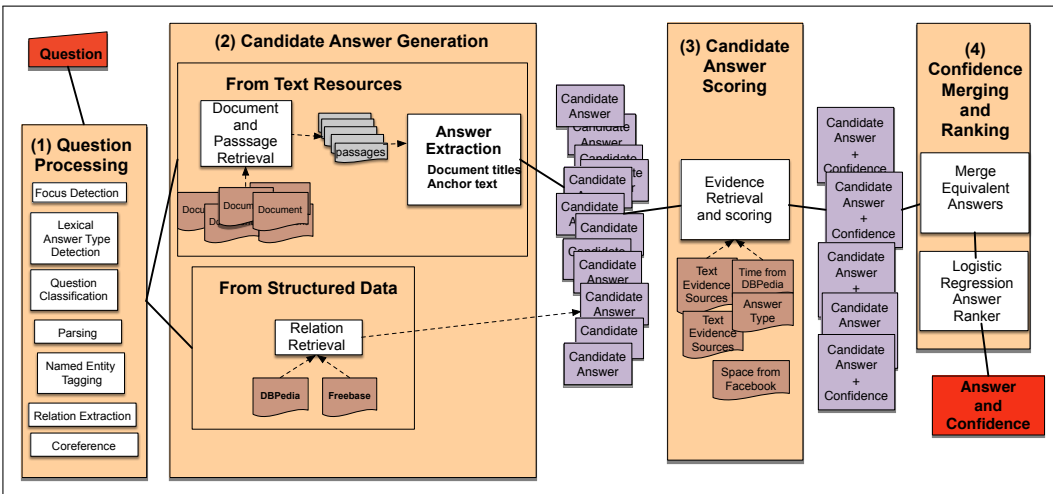 Question
(1) Question
Processing
Focus Detection
Lexical
Answer Type
Detection
Question
Classification
Parsing
Named Entity
Tagging
Relation Extraction
Coreference
(2) Candidate Answer Generation
From Text Resources
Document
and
Passsage
Retrieval
passages
Answer
Extraction
Document titles
Anchor text
Docum
Docu
Document
From Structured Data
Relation
Retrieval
DBPedia
Freebase
Candidate
Answer
Candidate
Answer
Candidate
Answer
Candidate
Answer
Candidate
Answer
Candidate
Answer
Candidate
Candidate
Answer
(3) Candidate
Answer
Scoring
Evidence
Retrieval
and scoring
Text
Evidence
Sources
Time from
DBPedia
Text
Evidence
Sources
Answer
Type
Space from
Facebook
Candidate
Answer
+
Confidence
Candidate
Answer
+
Confidence
Candidate
Answer
+
Candidate
Answer
Candidate
Answer
+
Confidence
(4)
Confidence
Merging
and
Ranking
Merge
Equivalent
Answers
Logistic
Regression
Answer
Ranker
Answer
and
Confidence